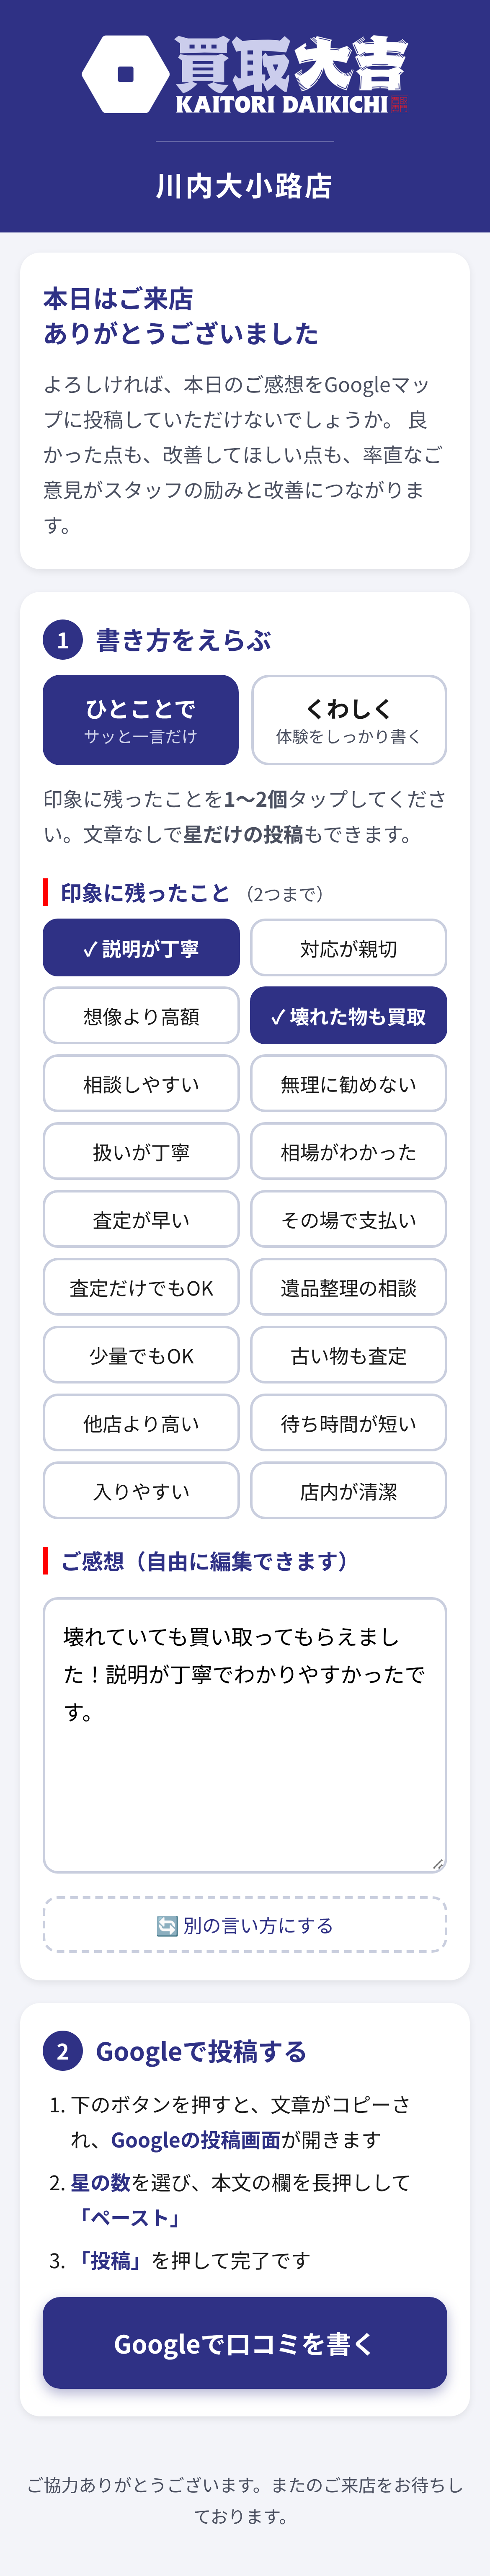 買取大吉
KAITORI DAIKICHI
川内大小路店
本日はご来店
ありがとうございました
よろしければ、本日のご感想をGoogleマッ
プに投稿していただけないでしょうか。 良
かった点も、改善してほしい点も、率直なご
意見がスタッフの励みと改善につながりま
す。
1 書き方をえらぶ
ひとことで
サッと一言だけ
くわしく
体験をしっかり書く
印象に残ったことを1〜2個タップしてくださ
い。文章なしで星だけの投稿もできます。
印象に残ったこと（2つまで）
✓ 説明が丁寧
対応が親切
想像より高額
✓ 壊れた物も買取
相談しやすい
無理に勧めない
扱いが丁寧
相場がわかった
査定が早い
その場で支払い
査定だけでもOK
遺品整理の相談
少量でもOK
古い物も査定
他店より高い
待ち時間が短い
入りやすい
店内が清潔
ご感想（自由に編集できます）
壊れていても買い取ってもらえまし
た！説明が丁寧でわかりやすかったで
す。
🔄 別の言い方にする
2 Googleで投稿する
1. 下のボタンを押すと、文章がコピーさ
れ、Googleの投稿画面が開きます
2. 星の数を選び、本文の欄を長押しして
「ペースト」
3. 「投稿」を押して完了です
Googleで口コミを書く
ご協力ありがとうございます。またのご来店をお待ちし
ております。